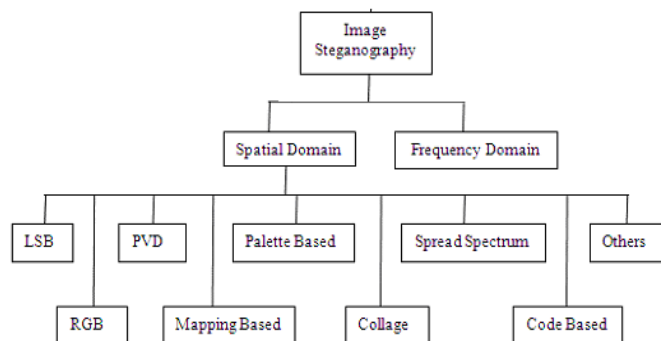 Image
Steganography
Spatial Domain
Frequency Domain
LSB
PVD
Palette Based
Spread Spectrum
Others
RGB
Mapping Based
Collage
Code Based